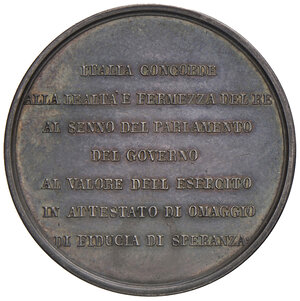 ITALIA CONCORDE
ALLA LEALTA' E FERMEZZA DEL RE
AL SENNO DEL PARLAMENTO
DEL GOVERNO
AL VALORE DELL ESERCITO
IN ATTESTATO DI OMAGGIO
DI FIDUCIA DI SPERANZA